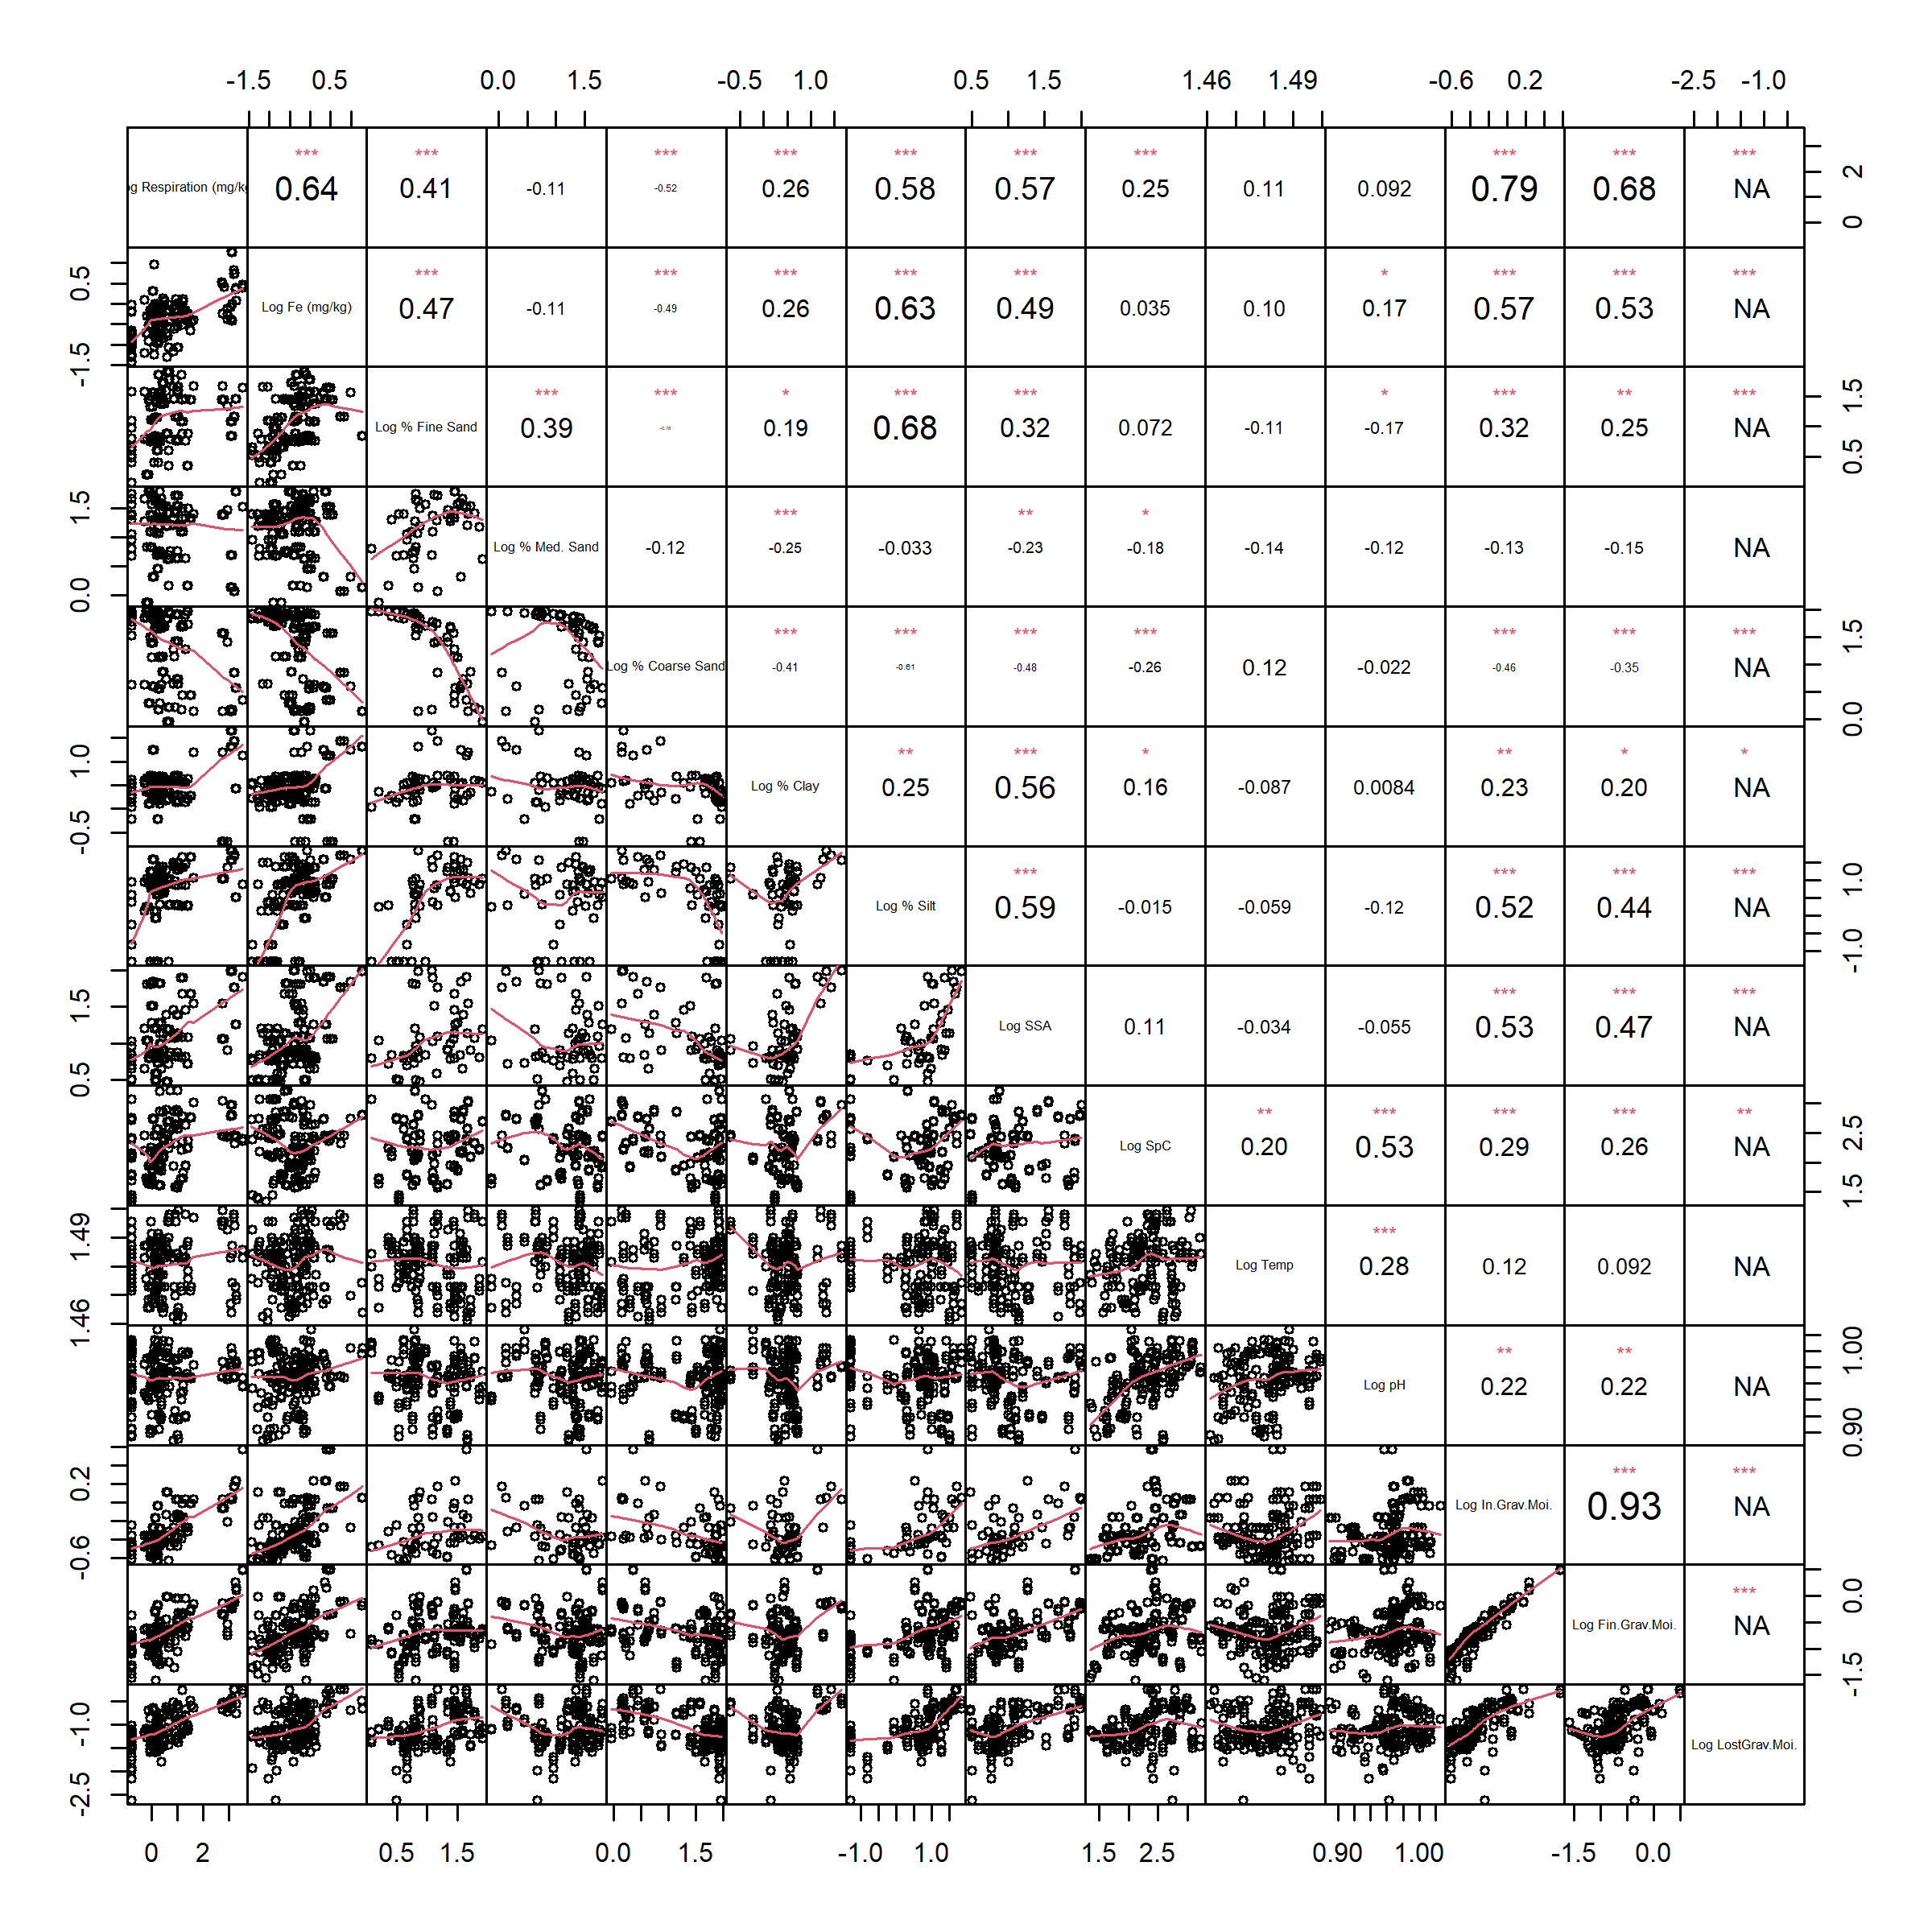 -1.5 0.5 0.0 1.5 -0.5 1.0 0.5 1.5 1.46 1.49 -0.6 0.2 -2.5 -1.0
*** *** *** *** *** *** *** *** *** ***
og Respiration (mg/k 0.64 0.41 -0.11 -0.52 0.26 0.58 0.57 0.25 0.11 0.092 0.79 0.68 NA 0 2
*** *** *** *** *** * *** *** ***
-1.5 0.5 Log Fe (mg/kg) 0.47 -0.11 -0.49 0.26 0.63 0.49 0.035 0.10 0.17 0.57 0.53 NA
*** *** * *** *** * *** ** ***
Log % Fine Sand 0.39 0.19 0.68 0.32 0.072 -0.11 -0.17 0.32 0.25 NA 0.5 1.5
*** ** *
0.0 1.5 Log % Med. Sand -0.12 -0.25 -0.033 -0.23 -0.18 -0.14 -0.12 -0.13 -0.15 NA
*** *** *** *** *** *** ***
Log % Coarse Sand -0.41 -0.61 -0.48 -0.26 0.12 -0.022 -0.46 -0.35 NA 0.0 1.5
** *** * ** * *
-0.5 1.0 Log % Clay 0.25 0.56 0.16 -0.087 0.0084 0.23 0.20 NA
*** *** *** ***
Log % Silt 0.59 -0.015 -0.059 -0.12 0.52 0.44 NA -1.0 1.0
*** *** ***
0.5 1.5 Log SSA 0.11 -0.034 -0.055 0.53 0.47 NA
** *** *** *** **
Log SpC 0.20 0.53 0.29 0.26 NA 1.5 2.5
***
1.46 1.49 Log Temp 0.28 0.12 0.092 NA
** **
Log pH 0.22 0.22 NA 0.90 1.00
*** ***
-0.6 0.2 Log In.Grav.Moi. 0.93 NA
***
Log Fin.Grav.Moi. NA -1.5 0.0
-2.5 -1.0 Log LostGrav.Moi.
0 2 0.5 1.5 0.0 1.5 -1.0 1.0 1.5 2.5 0.90 1.00 -1.5 0.0